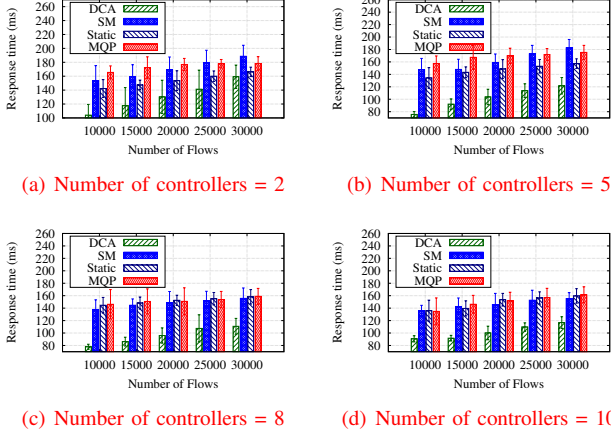 260
240
220
200
180
160
140
120
100
Response time (ms)
DCA
SM
Static
MQP
10000 15000 20000 25000 30000
Number of Flows
(a) Number of controllers = 2
260
240
220
200
180
160
140
120
100
80
Response time (ms)
DCA
SM
Static
MQP
10000 15000 20000 25000 30000
Number of Flows
(b) Number of controllers = 5
260
240
220
200
180
160
140
120
100
80
Response time (ms)
DCA
SM
Static
MQP
10000 15000 20000 25000 30000
Number of Flows
(c) Number of controllers = 8
260
240
220
200
180
160
140
120
100
80
Response time (ms)
DCA
SM
Static
MQP
10000 15000 20000 25000 30000
Number of Flows
(d) Number of controllers = 10